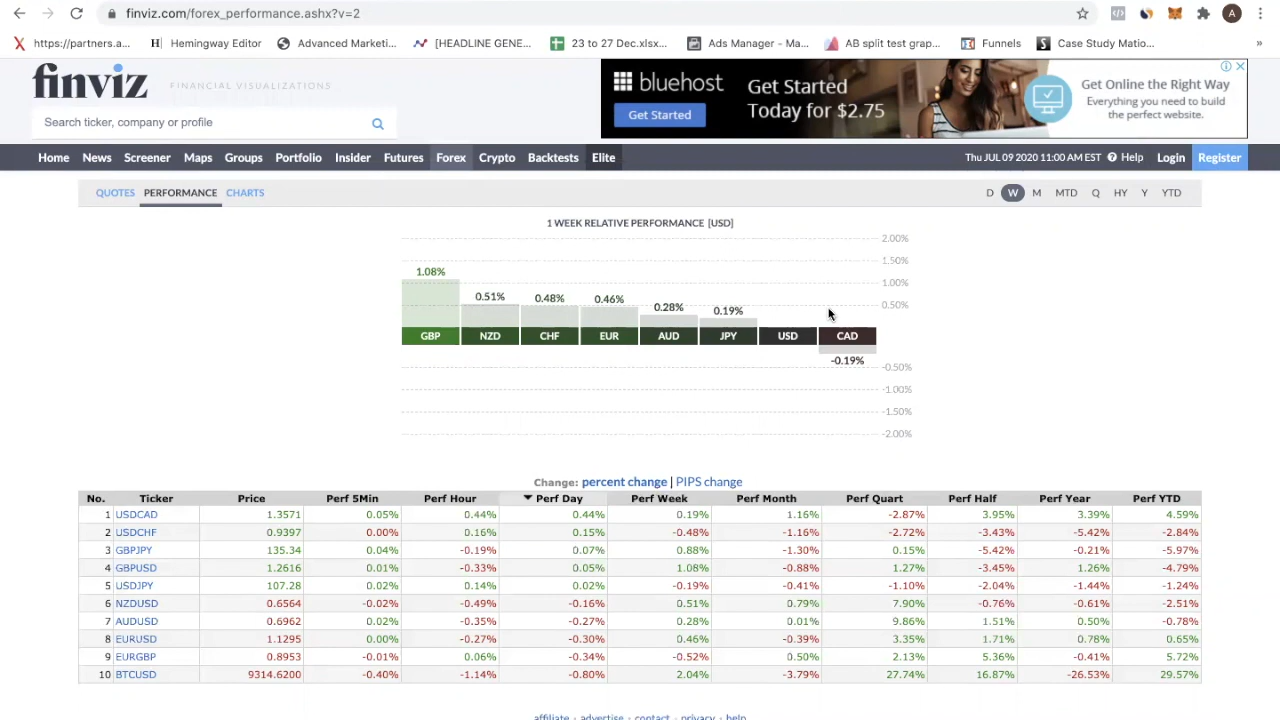 finviz.com/forex_performance.ashx?v=2
A
https://partners.a... Hemingway Editor Advanced Marketi... [HEADLINE GENE... 23 to 27 Dec.xlsx... Ads Manager - Ma... AB split test grap... Funnels Case Study Matio... »
finviz FINANCIAL VISUALIZATIONS
Search ticker, company or profile
bluehost
Get Started
Get Started
Today for $2.75
Get Online the Right Way
Everything you need to build
the perfect website.
Home News Screener Maps Groups Portfolio Insider Futures Forex Crypto Backtests Elite Thu JUL 09 2020 11:00 AM EST Help Login Register
QUOTES PERFORMANCE CHARTS D W M MTD Q HY Y YTD
1 WEEK RELATIVE PERFORMANCE [USD]
2.00%
1.50%
1.08%
1.00%
0.51% 0.48% 0.46% 0.28% 0.19% 0.50%
GBP NZD CHF EUR AUD JPY USD CAD
-0.19%
-0.50%
-1.00%
-1.50%
-2.00%
Change: percent change | PIPS change
No. Ticker Price Perf 5Min Perf Hour Perf Day Perf Week Perf Month Perf Quart Perf Half Perf Year Perf YTD
1 USDCAD 1.3571 0.05% 0.44% 0.44% 0.19% 1.16% -2.87% 3.95% 3.39% 4.59%
2 USDCHF 0.9397 0.00% 0.16% 0.15% -0.48% -1.16% -2.72% -3.43% -5.42% -2.84%
3 GBPJPY 135.34 0.04% -0.19% 0.07% 0.88% -1.30% 0.15% -5.42% -0.21% -5.97%
4 GBPUSD 1.2616 0.01% -0.33% 0.05% 1.08% -0.88% 1.27% -3.45% 1.26% -4.79%
5 USDJPY 107.28 0.02% 0.14% 0.02% -0.19% -0.41% -1.10% -2.04% -1.44% -1.24%
6 NZDUSD 0.6564 -0.02% -0.49% -0.16% 0.51% 0.79% 7.90% -0.76% -0.61% -2.51%
7 AUDUSD 0.6962 0.02% -0.35% -0.27% 0.28% 0.01% 9.86% 1.51% 0.50% -0.78%
8 EURUSD 1.1295 0.00% -0.27% -0.30% 0.46% -0.39% 3.35% 1.71% 0.78% 0.65%
9 EURGBP 0.8953 -0.01% 0.06% -0.34% -0.52% 0.50% 2.13% 5.36% -0.41% 5.72%
10 BTCUSD 9314.6200 -0.40% -1.14% -0.80% 2.04% -3.79% 27.74% 16.87% -26.53% 29.57%
affiliate · advertise · contact · privacy · help